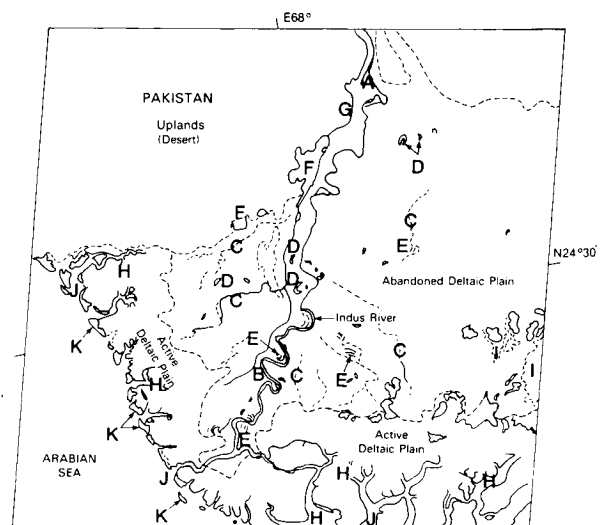 E68°
A
PAKISTAN
G
Uplands
(Desert)
F
D
E
C
C
D
E
N24°30'
H
D
D
Abandoned Deltaic Plain
J
C
Indus River
K
Active
Deltaic Plain
E
C
I
I
B
C
E
H
K
E
Active
Deltaic Plain
ARABIAN
SEA
J
H
H
K
H
J